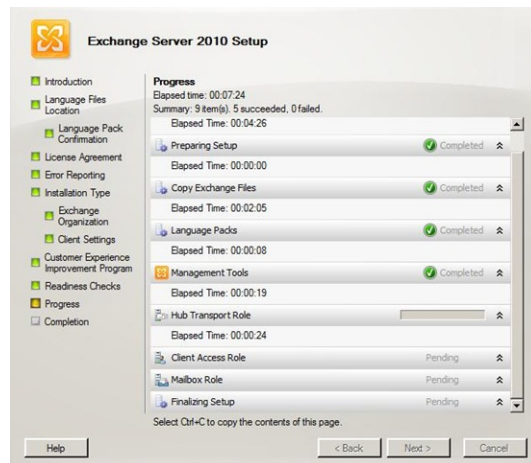 Exchange Server 2010 Setup
Introduction
Language Files
Location
Language Pack
Confirmation
License Agreement
Error Reporting
Installation Type
Exchange
Organization
Client Settings
Customer Experience
Improvement Program
Readiness Checks
Progress
Completion
Progress
Elapsed time: 00:07:24
Summary: 9 item(s). 5 succeeded, 0 failed.
Elapsed Time: 00:04:26
Preparing Setup Completed
Elapsed Time: 00:00:00
Copy Exchange Files Completed
Elapsed Time: 00:02:05
Language Packs Completed
Elapsed Time: 00:00:08
Management Tools Completed
Elapsed Time: 00:00:19
Hub Transport Role
Elapsed Time: 00:00:24
Client Access Role Pending
Mailbox Role Pending
Finalizing Setup Pending
Select Ctrl+C to copy the contents of this page.
Help < Back Next > Cancel